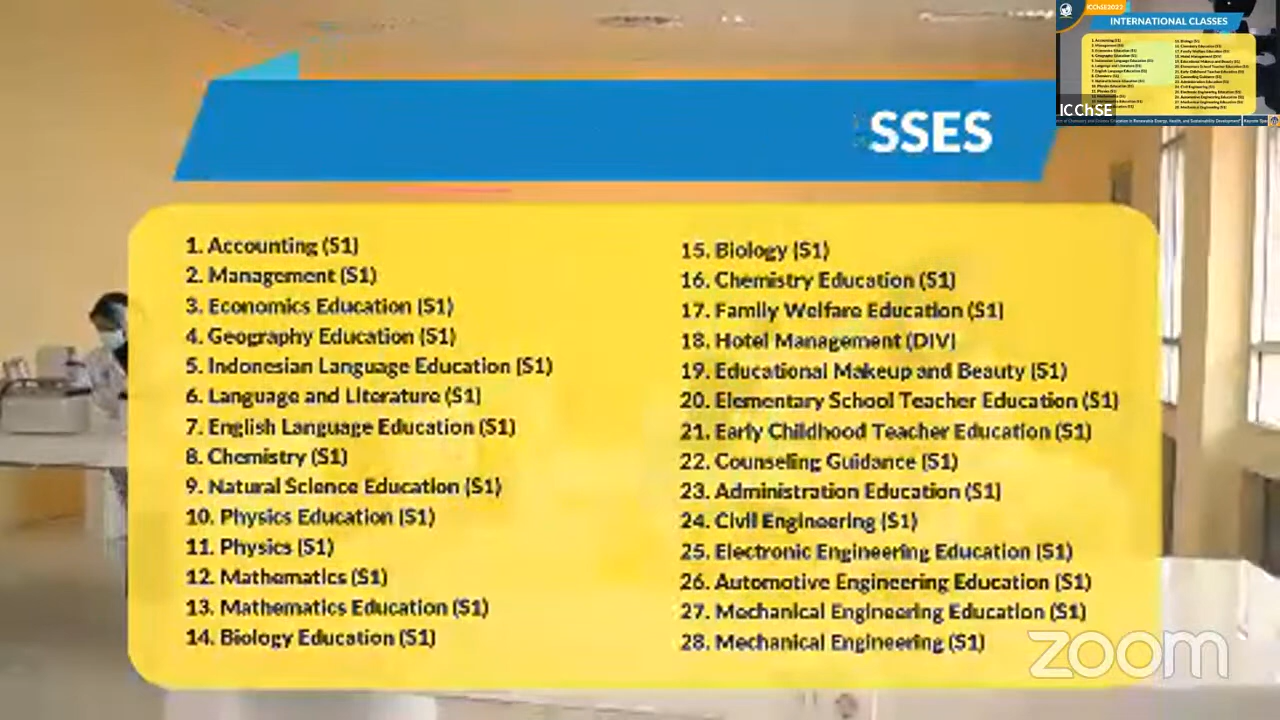 SSES
1. Accounting (S1)
2. Management (S1)
3. Economics Education (S1)
4. Geography Education (S1)
5. Indonesian Language Education (S1)
6. Language and Literature (S1)
7. English Language Education (S1)
8. Chemistry (S1)
9. Natural Science Education (S1)
10. Physics Education (S1)
11. Physics (S1)
12. Mathematics (S1)
13. Mathematics Education (S1)
14. Biology Education (S1)
15. Biology (S1)
16. Chemistry Education (S1)
17. Family Welfare Education (S1)
18. Hotel Management (DIV)
19. Educational Makeup and Beauty (S1)
20. Elementary School Teacher Education (S1)
21. Early Childhood Teacher Education (S1)
22. Counseling Guidance (S1)
23. Administration Education (S1)
24. Civil Engineering (S1)
25. Electronic Engineering Education (S1)
26. Automotive Engineering Education (S1)
27. Mechanical Engineering Education (S1)
28. Mechanical Engineering (S1)
zoom
ICChSE2022
INTERNATIONAL CLASSES
ICChSE